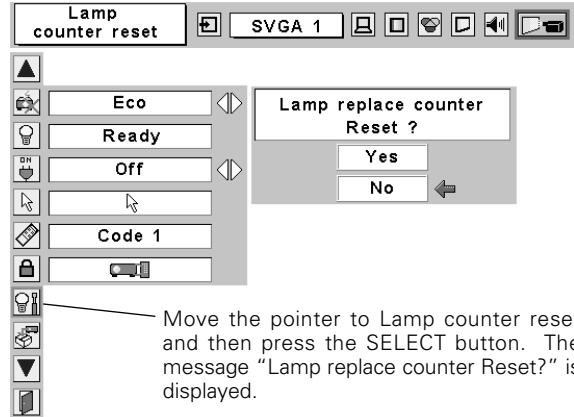 Lamp
counter reset
SVGA 1
Eco
Ready
ON
Off
Code 1
Lamp replace counter
Reset ?
Yes
No
Move the pointer to Lamp counter rese
and then press the SELECT button. The
message “Lamp replace counter Reset?” is
displayed.